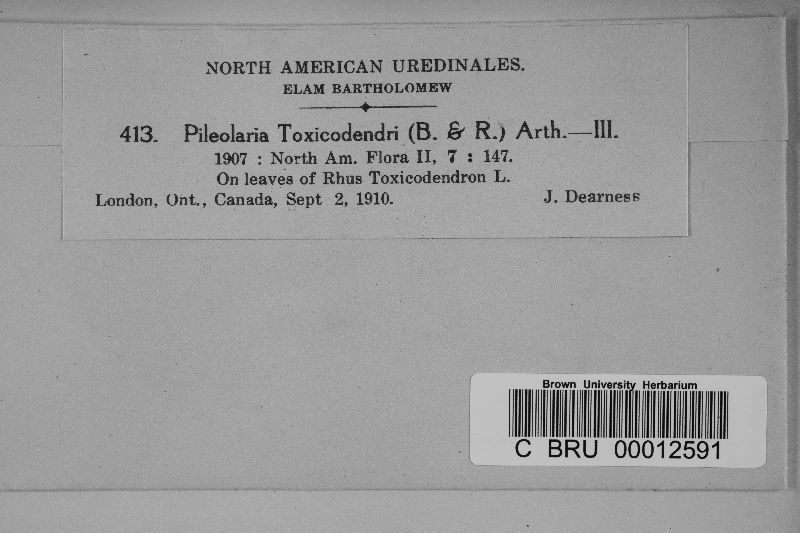 NORTH AMERICAN UREDINALES.
ELAM BARTHOLOMEW
413. Pileolaria Toxicodendri (B. & R.) Arth.—III.
1907 : North Am. Flora II, 7 : 147.
On leaves of Rhus Toxicodendron L.
London, Ont., Canada, Sept 2, 1910. J. Dearness
Brown University Herbarium
C BRU 00012591